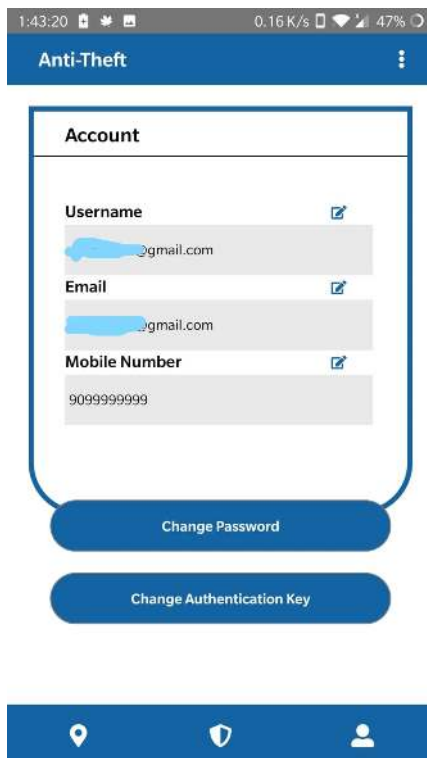 1:43:20 0.16 K/s 47%
Anti-Theft
Account
Username
@gmail.com
Email
@gmail.com
Mobile Number
9099999999
Change Password
Change Authentication Key